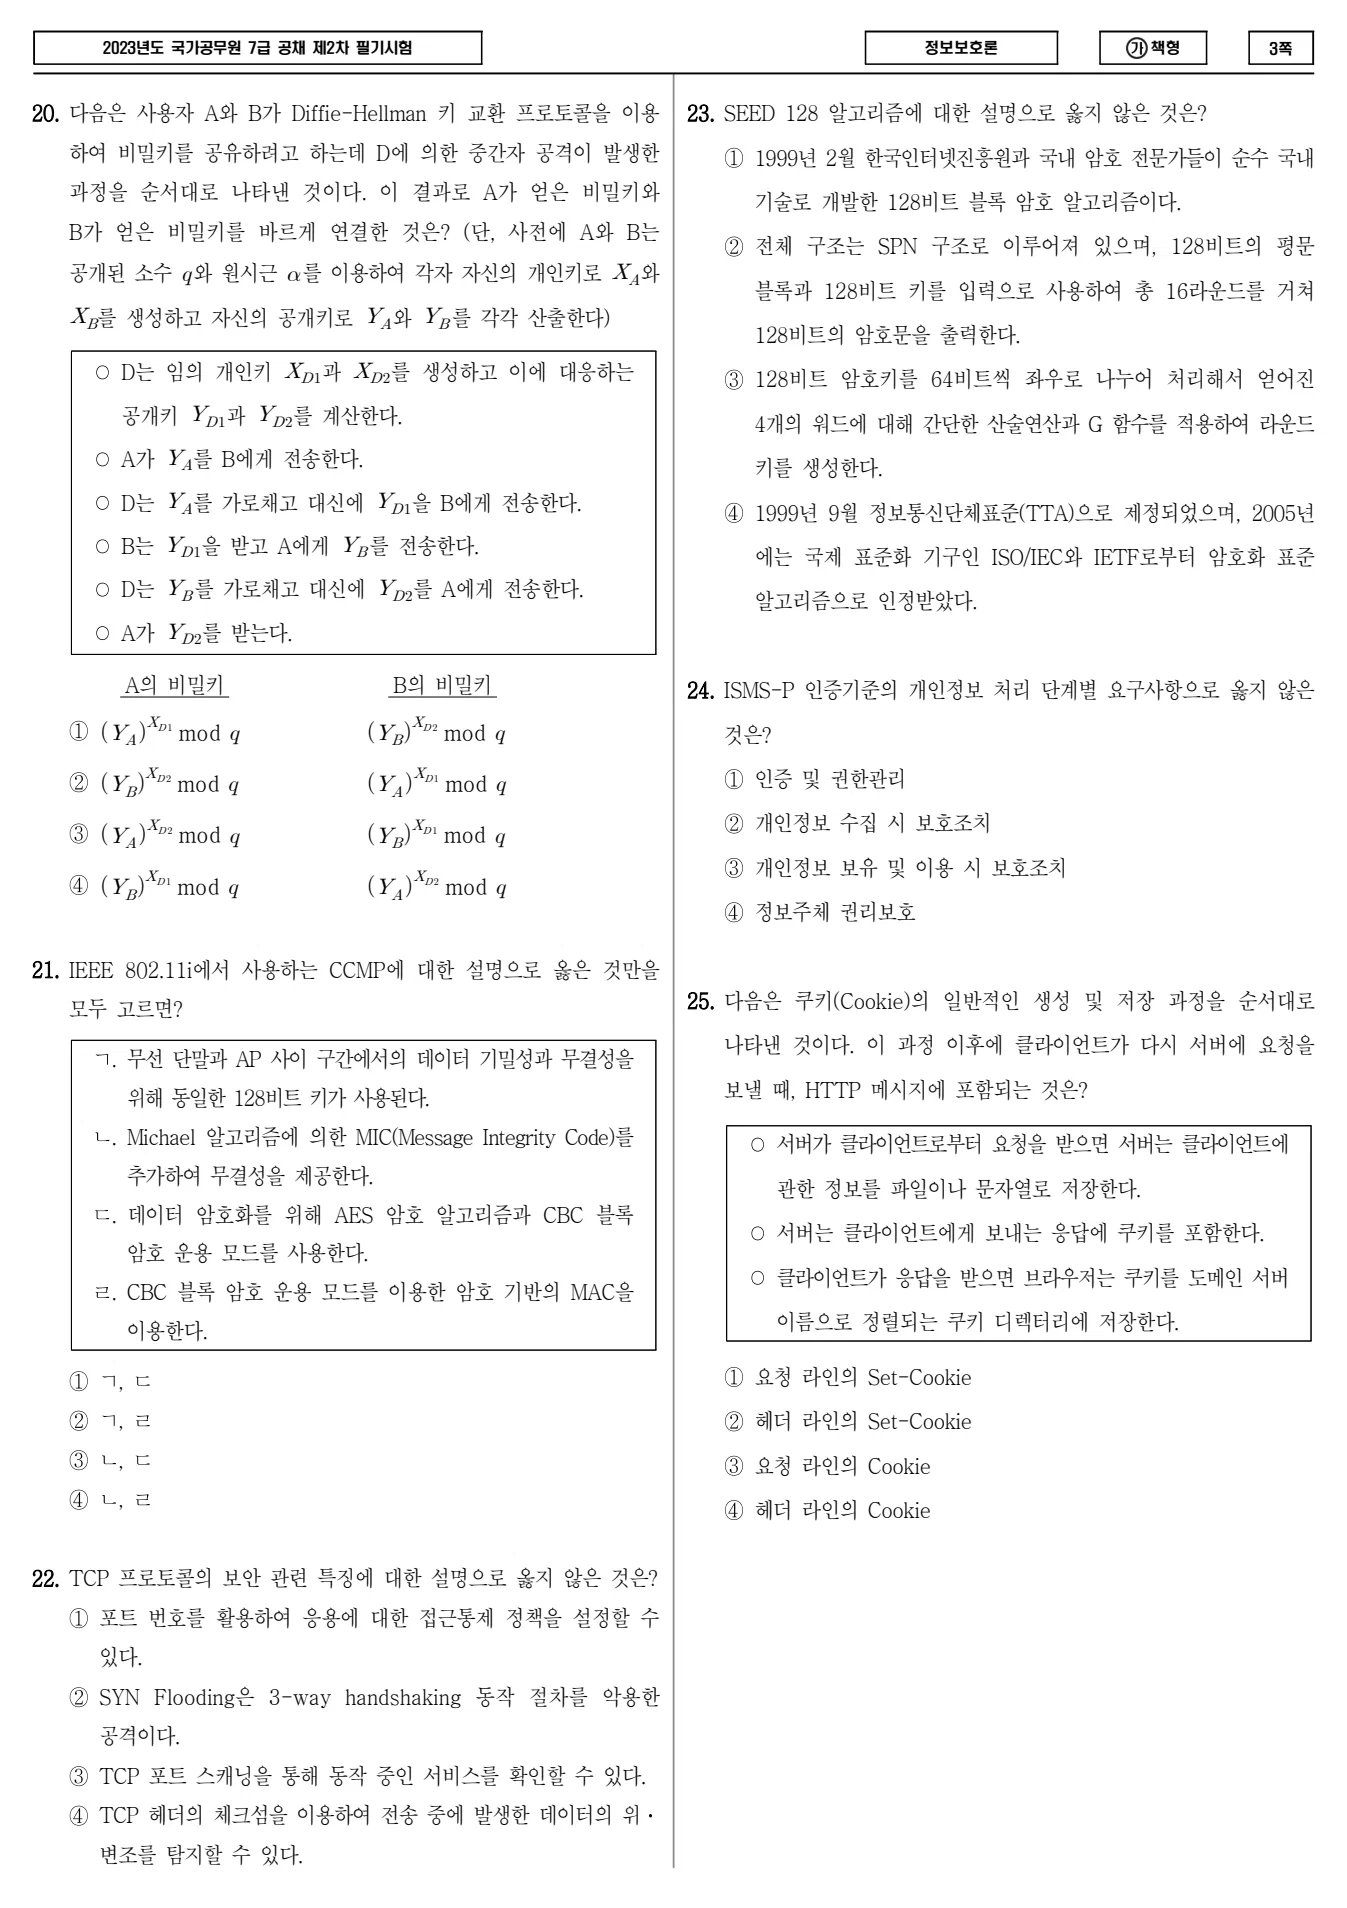 2023년도 국가공무원 7급 공채 제2차 필기시험
정보보호론
㉮ 책형
3쪽
20. 다음은 사용자 A와 B가 Diffie-Hellman 키 교환 프로토콜을 이용
하여 비밀키를 공유하려고 하는데 D에 의한 중간자 공격이 발생한
과정을 순서대로 나타낸 것이다. 이 결과로 A가 얻은 비밀키와
B가 얻은 비밀키를 바르게 연결한 것은? (단, 사전에 A와 B는
공개된 소수 q와 원시근 α를 이용하여 각자 자신의 개인키로 X_A와
X_B를 생성하고 자신의 공개키로 Y_A와 Y_B를 각각 산출한다)
○ D는 임의 개인키 X_D1과 X_D2를 생성하고 이에 대응하는
공개키 Y_D1과 Y_D2를 계산한다.
○ A가 Y_A를 B에게 전송한다.
○ D는 Y_A를 가로채고 대신에 Y_D1을 B에게 전송한다.
○ B는 Y_D1을 받고 A에게 Y_B를 전송한다.
○ D는 Y_B를 가로채고 대신에 Y_D2를 A에게 전송한다.
○ A가 Y_D2를 받는다.
A의 비밀키 B의 비밀키
① (Y_A)^X_D1 mod q (Y_B)^X_D2 mod q
② (Y_B)^X_D2 mod q (Y_A)^X_D1 mod q
③ (Y_A)^X_D2 mod q (Y_B)^X_D1 mod q
④ (Y_B)^X_D1 mod q (Y_A)^X_D2 mod q
21. IEEE 802.11i에서 사용하는 CCMP에 대한 설명으로 옳은 것만을
모두 고르면?
ㄱ. 무선 단말과 AP 사이 구간에서의 데이터 기밀성과 무결성을
위해 동일한 128비트 키가 사용된다.
ㄴ. Michael 알고리즘에 의한 MIC(Message Integrity Code)를
추가하여 무결성을 제공한다.
ㄷ. 데이터 암호화를 위해 AES 암호 알고리즘과 CBC 블록
암호 운용 모드를 사용한다.
ㄹ. CBC 블록 암호 운용 모드를 이용한 암호 기반의 MAC을
이용한다.
① ㄱ, ㄷ
② ㄱ, ㄹ
③ ㄴ, ㄷ
④ ㄴ, ㄹ
22. TCP 프로토콜의 보안 관련 특징에 대한 설명으로 옳지 않은 것은?
① 포트 번호를 활용하여 응용에 대한 접근통제 정책을 설정할 수
있다.
② SYN Flooding은 3-way handshaking 동작 절차를 악용한
공격이다.
③ TCP 포트 스캐닝을 통해 동작 중인 서비스를 확인할 수 있다.
④ TCP 헤더의 체크섬을 이용하여 전송 중에 발생한 데이터의 위·
변조를 탐지할 수 있다.
23. SEED 128 알고리즘에 대한 설명으로 옳지 않은 것은?
① 1999년 2월 한국인터넷진흥원과 국내 암호 전문가들이 순수 국내
기술로 개발한 128비트 블록 암호 알고리즘이다.
② 전체 구조는 SPN 구조로 이루어져 있으며, 128비트의 평문
블록과 128비트 키를 입력으로 사용하여 총 16라운드를 거쳐
128비트의 암호문을 출력한다.
③ 128비트 암호키를 64비트씩 좌우로 나누어 처리해서 얻어진
4개의 워드에 대해 간단한 산술연산과 G 함수를 적용하여 라운드
키를 생성한다.
④ 1999년 9월 정보통신단체표준(TTA)으로 제정되었으며, 2005년
에는 국제 표준화 기구인 ISO/IEC와 IETF로부터 암호화 표준
알고리즘으로 인정받았다.
24. ISMS-P 인증기준의 개인정보 처리 단계별 요구사항으로 옳지 않은
것은?
① 인증 및 권한관리
② 개인정보 수집 시 보호조치
③ 개인정보 보유 및 이용 시 보호조치
④ 정보주체 권리보호
25. 다음은 쿠키(Cookie)의 일반적인 생성 및 저장 과정을 순서대로
나타낸 것이다. 이 과정 이후에 클라이언트가 다시 서버에 요청을
보낼 때, HTTP 메시지에 포함되는 것은?
○ 서버가 클라이언트로부터 요청을 받으면 서버는 클라이언트에
관한 정보를 파일이나 문자열로 저장한다.
○ 서버는 클라이언트에게 보내는 응답에 쿠키를 포함한다.
○ 클라이언트가 응답을 받으면 브라우저는 쿠키를 도메인 서버
이름으로 정렬되는 쿠키 디렉터리에 저장한다.
① 요청 라인의 Set-Cookie
② 헤더 라인의 Set-Cookie
③ 요청 라인의 Cookie
④ 헤더 라인의 Cookie